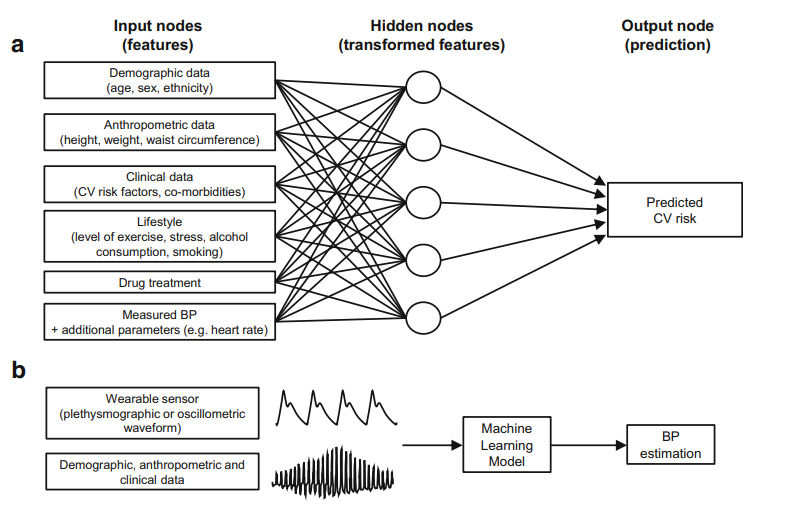 a
Input nodes
(features)
Hidden nodes
(transformed features)
Output node
(prediction)
Demographic data
(age, sex, ethnicity)
Anthropometric data
(height, weight, waist circumference)
Clinical data
(CV risk factors, co-morbidities)
Lifestyle
(level of exercise, stress, alcohol
consumption, smoking)
Drug treatment
Measured BP
+ additional parameters (e.g. heart rate)
Predicted
CV risk
b
Wearable sensor
(plethysmographic or oscillometric
waveform)
Demographic, anthropometric and
clinical data
Machine
Learning
Model
BP
estimation